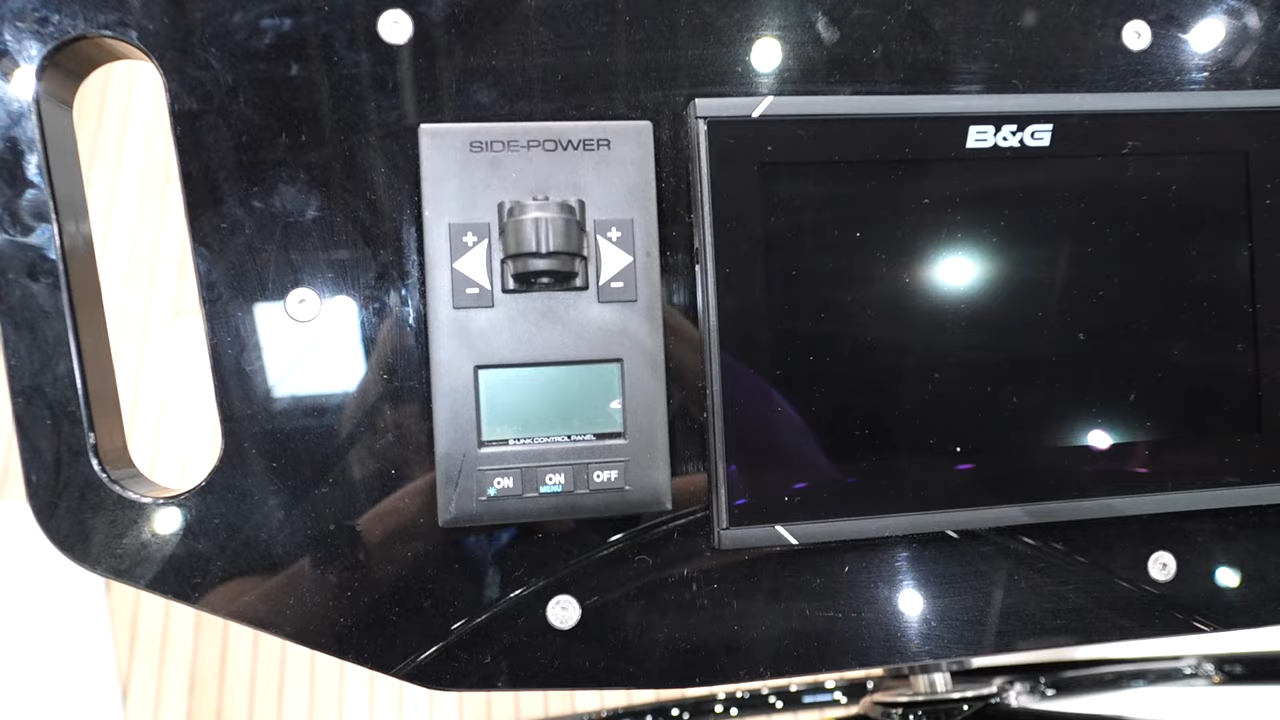 SIDE-POWER
B&G
+ +
- -
S-LINK CONTROL PANEL
ON ON OFF
MENU